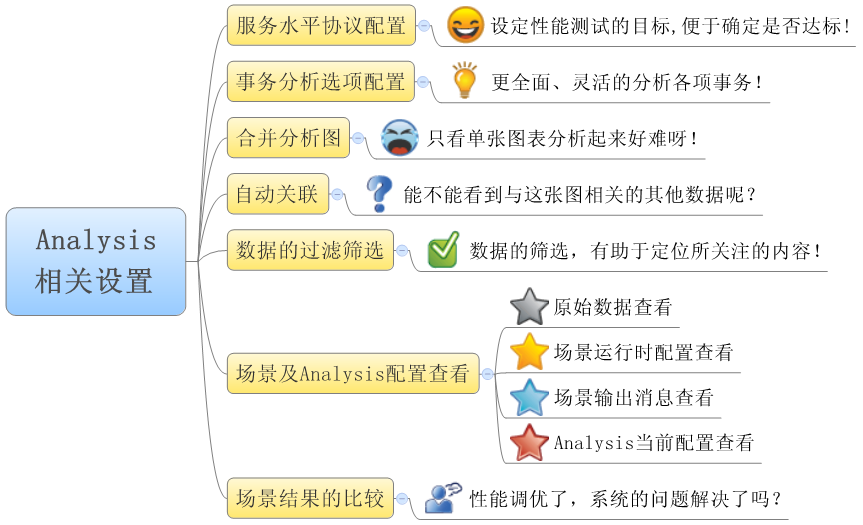 Analysis
相关设置
服务水平协议配置
设定性能测试的目标,便于确定是否达标!
事务分析选项配置
更全面、灵活的分析各项事务!
合并分析图
只看单张图表分析起来好难呀!
自动关联
能不能看到与这张图相关的其他数据呢?
数据的过滤筛选
数据的筛选，有助于定位所关注的内容!
场景及Analysis配置查看
原始数据查看
场景运行时配置查看
场景输出消息查看
Analysis当前配置查看
场景结果的比较
性能调优了，系统的问题解决了吗?